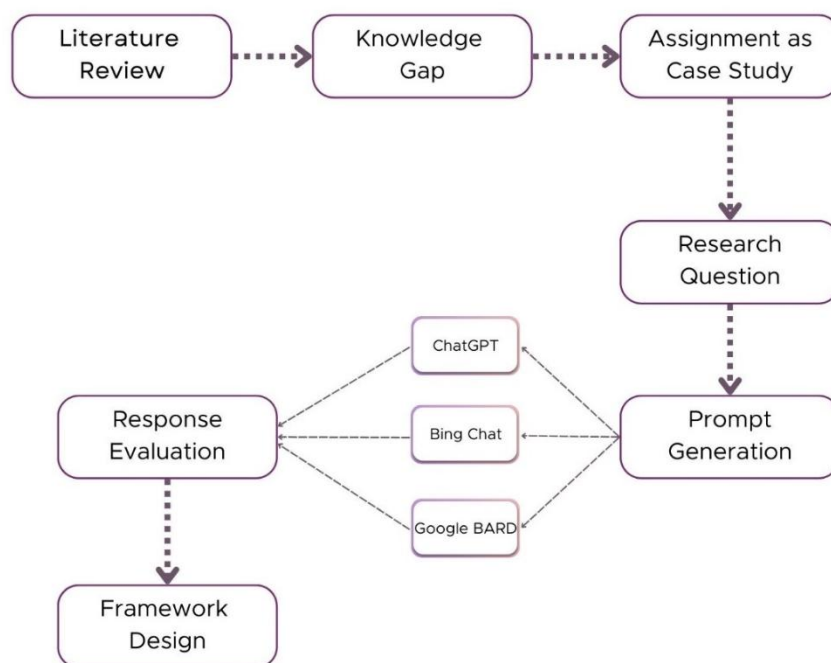 Literature
Review
Knowledge
Gap
Assignment as
Case Study
Research
Question
Prompt
Generation
ChatGPT
Bing Chat
Google BARD
Response
Evaluation
Framework
Design